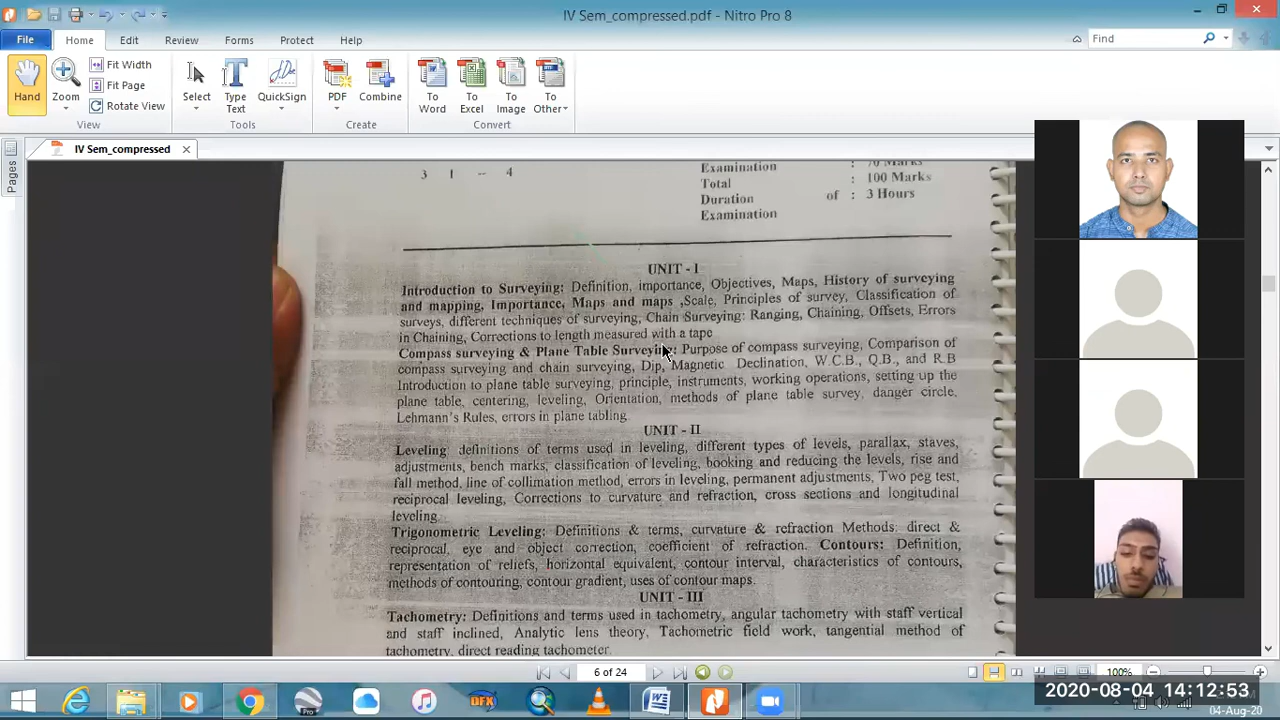 IV Sem_compressed.pdf - Nitro Pro 8
File Home Edit Review Forms Protect Help Find
Hand Zoom Fit Width Fit Page Rotate View Select Type Text QuickSign PDF Combine To Word To Excel To Image To Other
View Tools Create Convert
IV Sem_compressed
Pages
3 1 -- 4
Examination : 70 Marks
Total : 100 Marks
Duration of : 3 Hours
Examination
UNIT - I
Introduction to Surveying: Definition, importance, Objectives, Maps, History of surveying
and mapping, Importance, Maps and maps ,Scale, Principles of survey, Classification of
surveys, different techniques of surveying, Chain Surveying: Ranging, Chaining, Offsets, Errors
in Chaining, Corrections to length measured with a tape
Compass surveying & Plane Table Surveying: Purpose of compass surveying, Comparison of
compass surveying and chain surveying, Dip, Magnetic Declination, W.C.B., Q.B., and R.B
Introduction to plane table surveying, principle, instruments, working operations, setting up the
plane table, centering, leveling, Orientation, methods of plane table survey, danger circle,
Lehmann's Rules, errors in plane tabling.
UNIT - II
Leveling: definitions of terms used in leveling, different types of levels, parallax, staves,
adjustments, bench marks, classification of leveling, booking and reducing the levels, rise and
fall method, line of collimation method, errors in leveling, permanent adjustments, Two peg test,
reciprocal leveling, Corrections to curvature and refraction, cross sections and longitudinal
leveling.
Trigonometric Leveling: Definitions & terms, curvature & refraction Methods: direct &
reciprocal, eye and object correction, coefficient of refraction. Contours: Definition,
representation of reliefs, horizontal equivalent, contour interval, characteristics of contours,
methods of contouring, contour gradient, uses of contour maps.
UNIT - III
Tachometry: Definitions and terms used in tachometry, angular tachometry with staff vertical
and staff inclined, Analytic lens theory, Tachometric field work, tangential method of
tachometry, direct reading tachometer
6 of 24
100%
2020-08-04 14:12:53
04-Aug-20